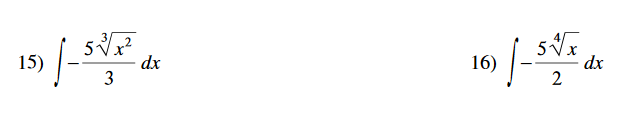 15) ∫ −(5∛(x²))/3 dx
16) ∫ −(5∜x)/2 dx